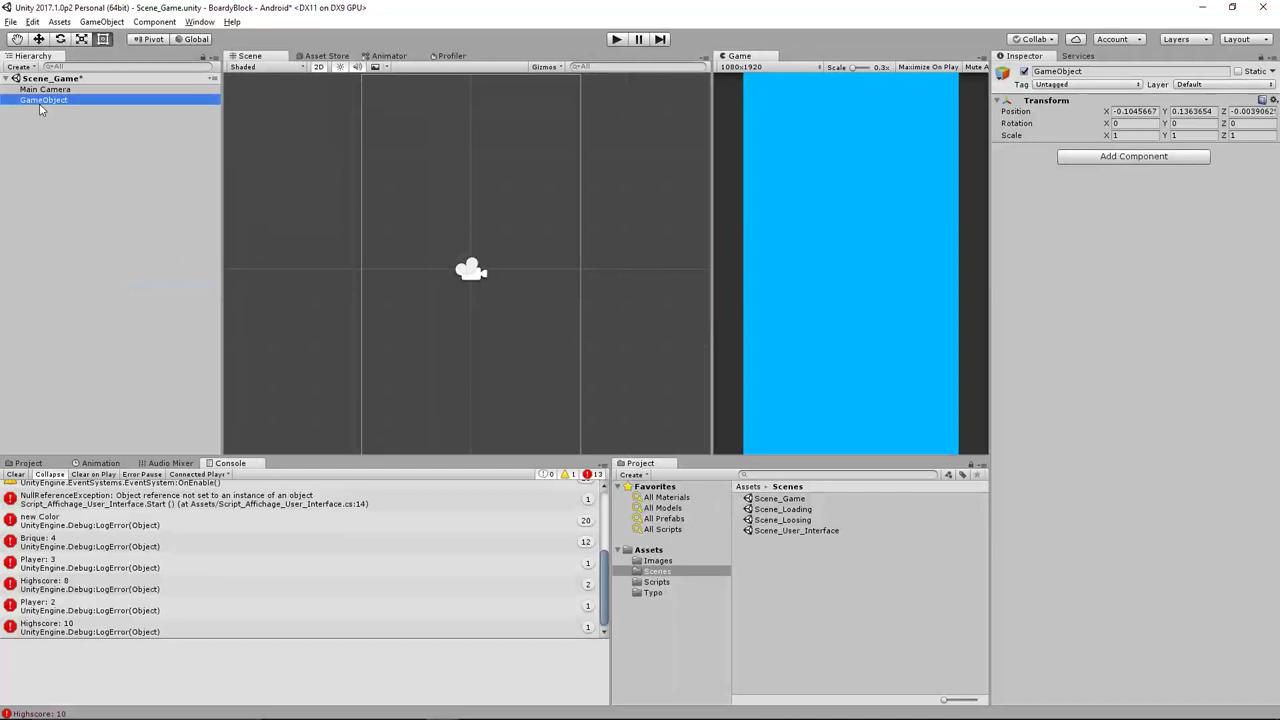 Unity 2017.1.0p2 Personal (64bit) - Scene_Game.unity - BoardyBlock - Android* <DX11 on DX9 GPU>
File Edit Assets GameObject Component Window Help
Pivot Global Collab Account Layers Layout
Hierarchy
Create All
Scene_Game*
Main Camera
GameObject
Scene Asset Store Animator Profiler
Shaded 2D Gizmos All
Game
1080x1920 Scale 0.3x Maximize On Play Mute A
Inspector Services
GameObject Static
Tag Untagged Layer Default
Transform
Position X -0.1045667 Y 0.1363654 Z -0.0039062
Rotation X 0 Y 0 Z 0
Scale X 1 Y 1 Z 1
Add Component
Project Animation Audio Mixer Console
Clear Collapse Clear on Play Error Pause Connected Player 0 1 13
UnityEngine.EventSystems.EventSystem:OnEnable()
NullReferenceException: Object reference not set to an instance of an object 1
Script_Affichage_User_Interface.Start () (at Assets/Script_Affichage_User_Interface.cs:14)
new Color 20
UnityEngine.Debug:LogError(Object)
Brique: 4 12
UnityEngine.Debug:LogError(Object)
Player: 3 1
UnityEngine.Debug:LogError(Object)
Highscore: 8 2
UnityEngine.Debug:LogError(Object)
Player: 2 1
UnityEngine.Debug:LogError(Object)
Highscore: 10 1
UnityEngine.Debug:LogError(Object)
Project
Create
Favorites
All Materials
All Models
All Prefabs
All Scripts
Assets
Images
Scenes
Scripts
Typo
Assets Scenes
Scene_Game
Scene_Loading
Scene_Loosing
Scene_User_Interface
Highscore: 10